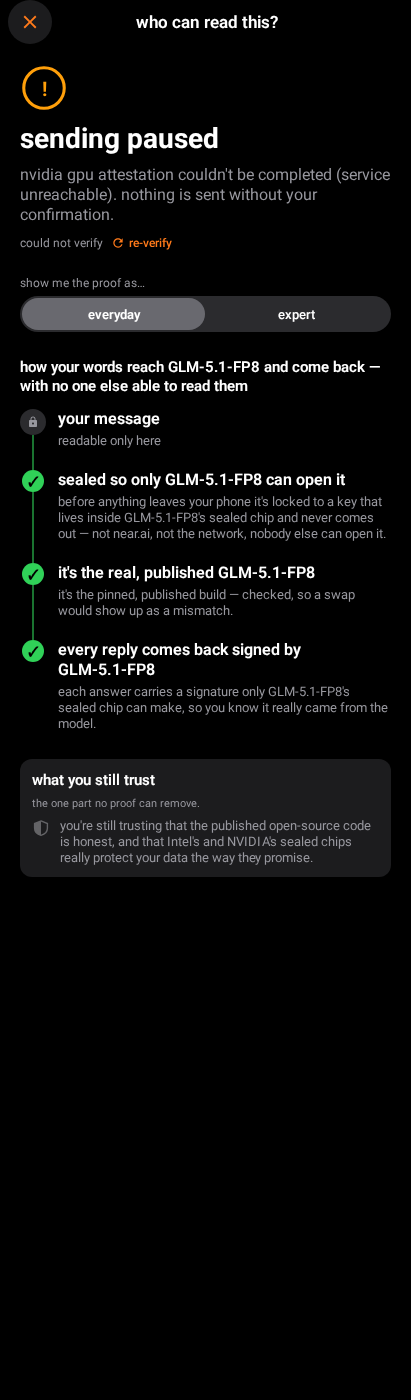 who can read this?
!
sending paused
nvidia gpu attestation couldn't be completed (service
unreachable). nothing is sent without your
confirmation.
could not verify re-verify
show me the proof as…
everyday expert
how your words reach GLM-5.1-FP8 and come back —
with no one else able to read them
your message
readable only here
sealed so only GLM-5.1-FP8 can open it
before anything leaves your phone it's locked to a key that
lives inside GLM-5.1-FP8's sealed chip and never comes
out — not near.ai, not the network, nobody else can open it.
it's the real, published GLM-5.1-FP8
it's the pinned, published build — checked, so a swap
would show up as a mismatch.
every reply comes back signed by
GLM-5.1-FP8
each answer carries a signature only GLM-5.1-FP8's
sealed chip can make, so you know it really came from the
model.
what you still trust
the one part no proof can remove.
you're still trusting that the published open-source code
is honest, and that Intel's and NVIDIA's sealed chips
really protect your data the way they promise.